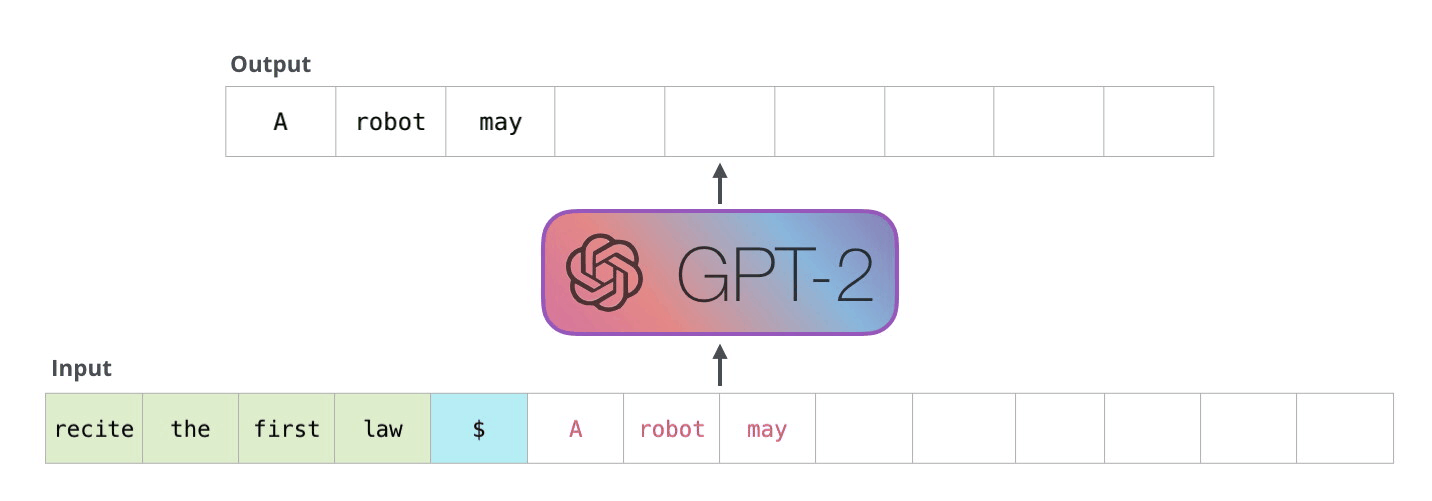 Output
A robot may
GPT-2
Input
recite the first law $ A robot may